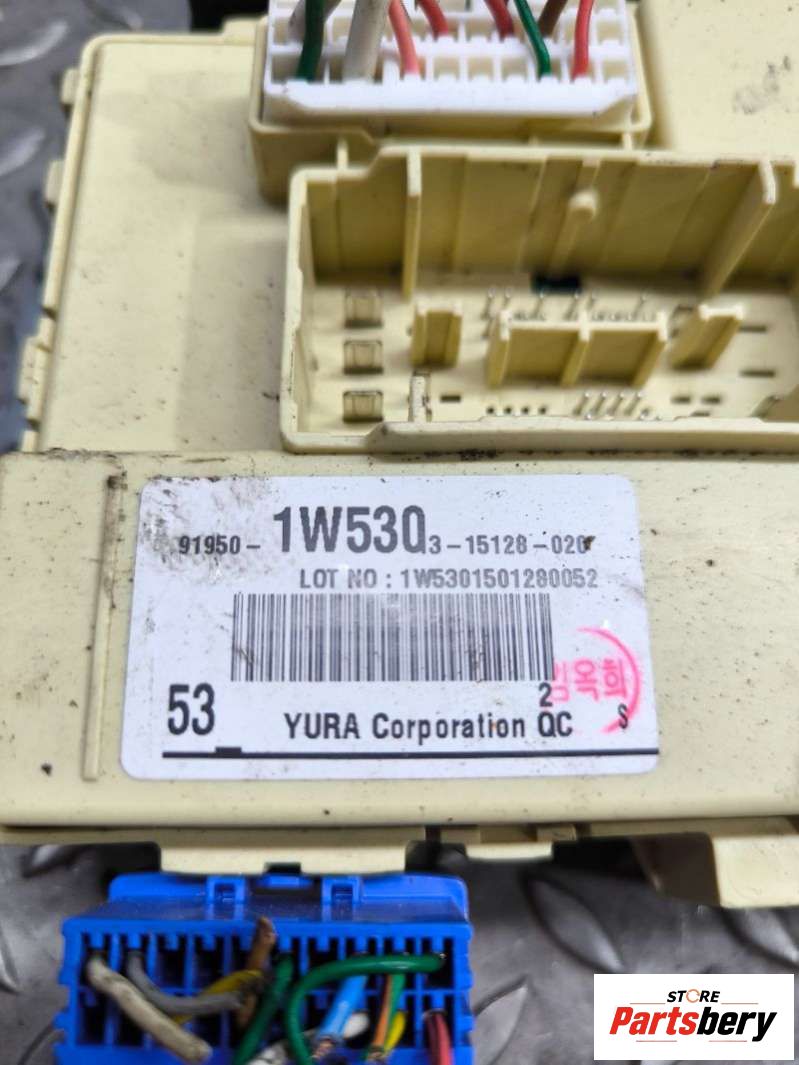 91950- 1W530 3-15128-020
LOT NO : 1W5301501280052
2
53 YURA Corporation QC S
STORE
Partsbery